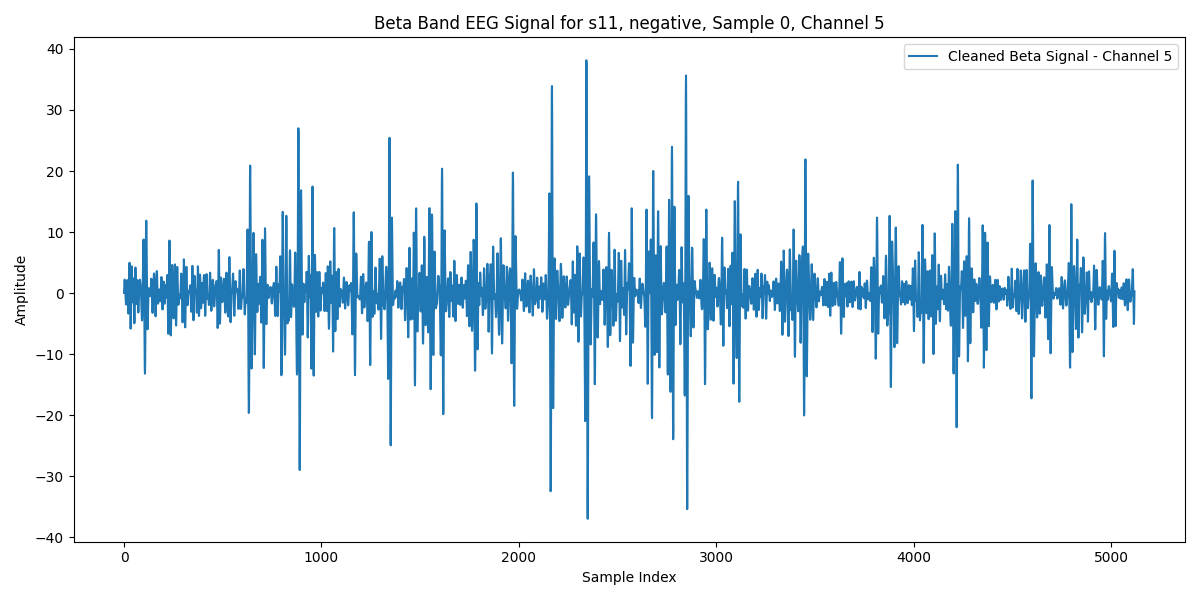 Beta Band EEG Signal for s11, negative, Sample 0, Channel 5
Cleaned Beta Signal - Channel 5
40
30
20
10
0
−10
−20
−30
−40
Amplitude
0 1000 2000 3000 4000 5000
Sample Index